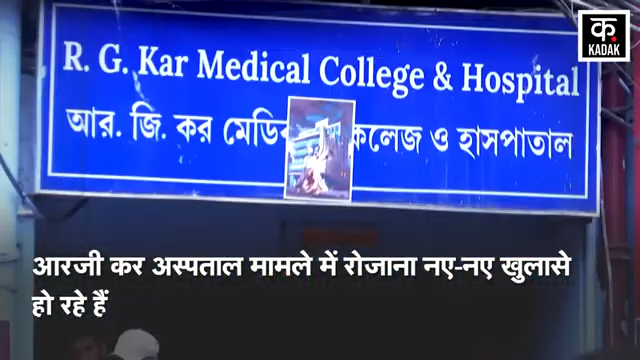 क.
KADAK
R. G. Kar Medical College & Hospital
আর. জি. কর কলেজ ও হাসপাতাল
आरजी कर अस्पताल मामले में रोजाना नए-नए खुलासे
हो रहे हैं